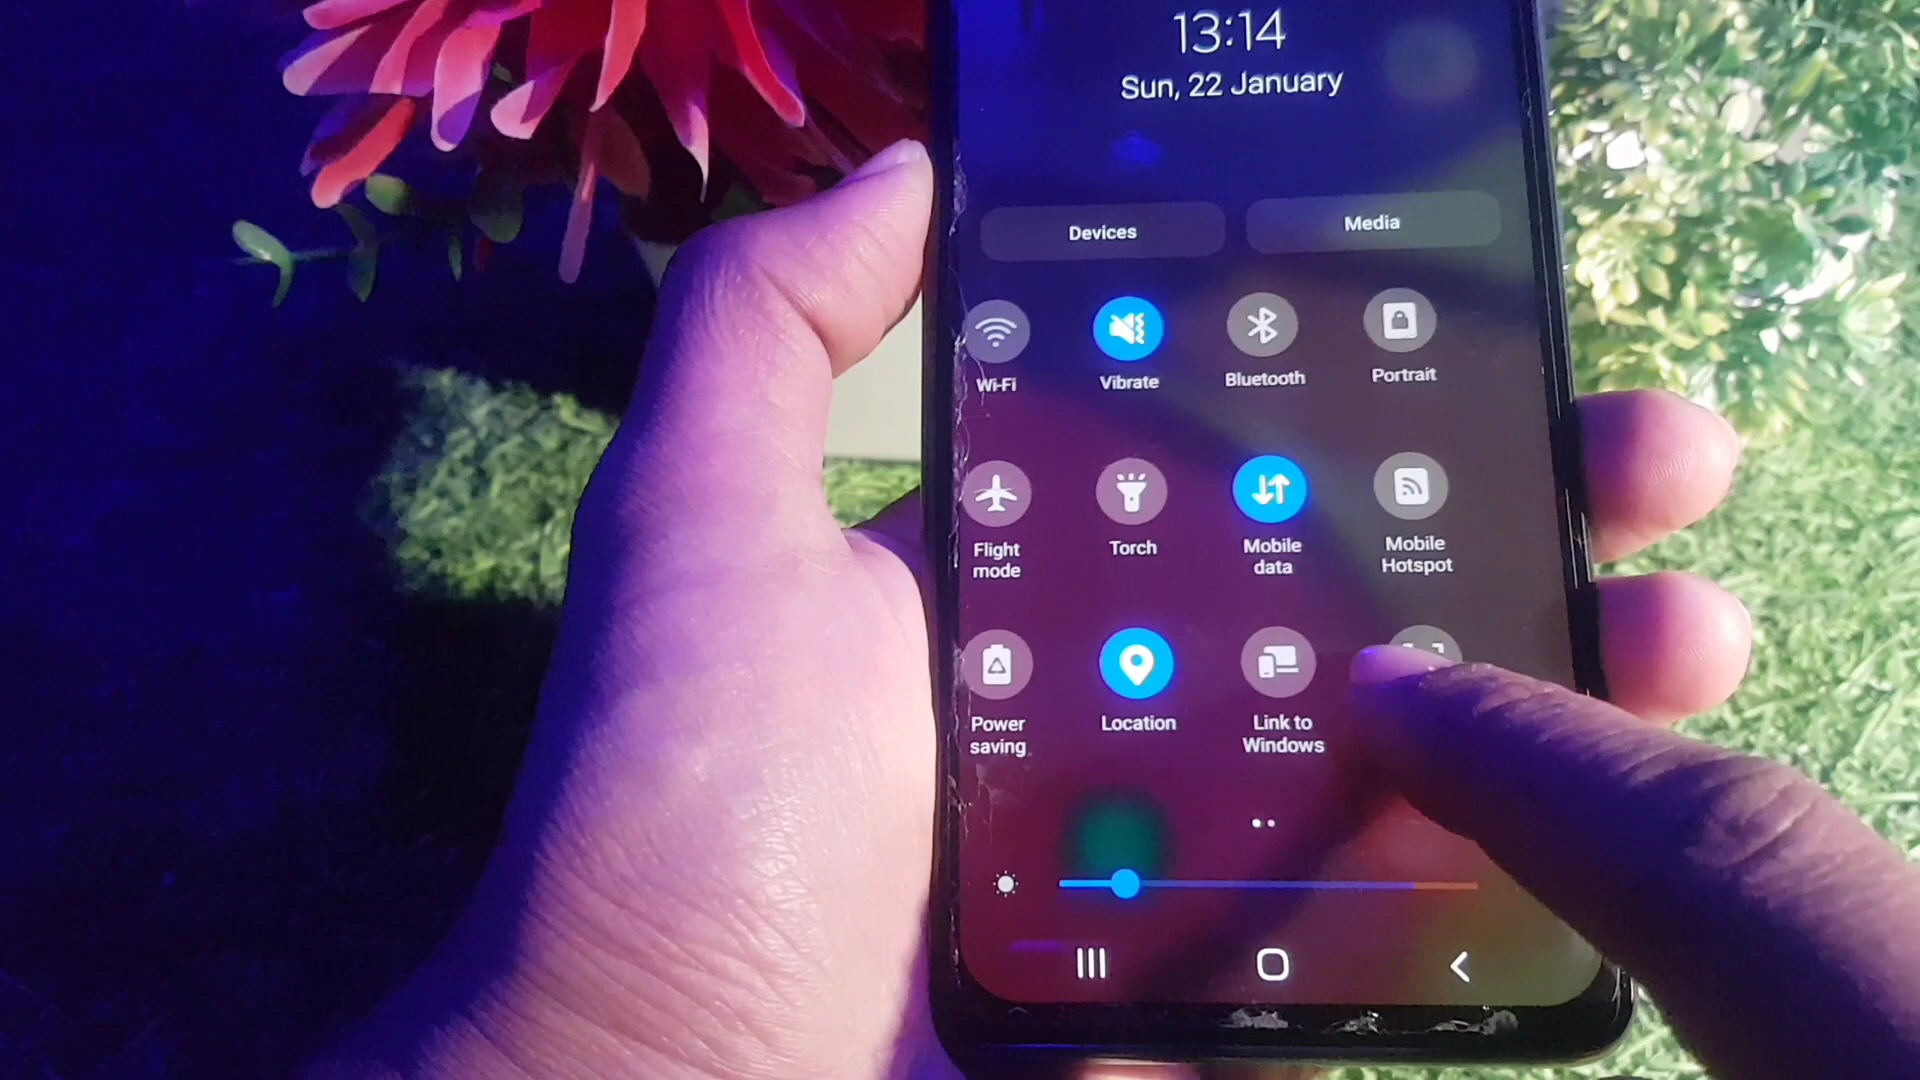 13:14
Sun, 22 January
Devices
Media
Wi-Fi
Vibrate
Bluetooth
Portrait
Flight
mode
Torch
Mobile
data
Mobile
Hotspot
Power
saving
Location
Link to
Windows